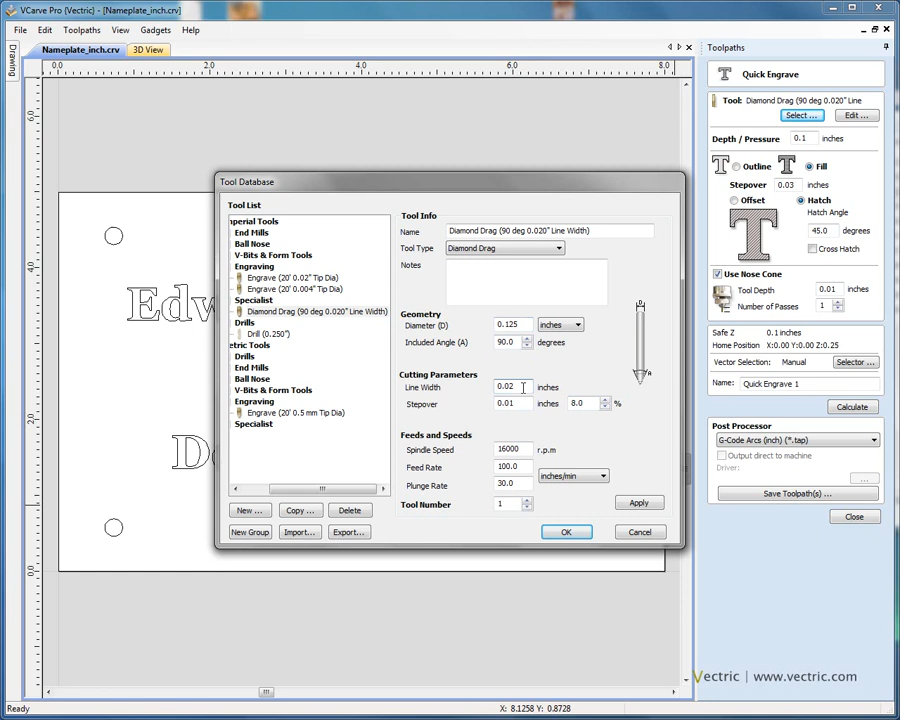 VCarve Pro (Vectric) - [Nameplate_inch.crv]
File Edit Toolpaths View Gadgets Help
Toolpaths
Drawing
Nameplate_inch.crv
3D View
0.0 2.0 4.0 6.0 8.0
6.0
4.0
2.0
0.0
Edw
D
Tool Database
Tool List
mperial Tools
End Mills
Ball Nose
V-Bits & Form Tools
Engraving
Engrave (20' 0.02" Tip Dia)
Engrave (20' 0.004" Tip Dia)
Specialist
Diamond Drag (90 deg 0.020" Line Width)
Drills
Drill (0.250")
etric Tools
Drills
End Mills
Ball Nose
V-Bits & Form Tools
Engraving
Engrave (20' 0.5 mm Tip Dia)
Specialist
New ... Copy ... Delete
New Group Import... Export...
Tool Info
Name Diamond Drag (90 deg 0.020" Line Width)
Tool Type Diamond Drag
Notes
Geometry
Diameter (D) 0.125 inches
Included Angle (A) 90.0 degrees
D
A
Cutting Parameters
Line Width 0.02 inches
Stepover 0.01 inches 8.0 %
Feeds and Speeds
Spindle Speed 16000 r.p.m
Feed Rate 100.0 inches/min
Plunge Rate 30.0
Tool Number 1 Apply
OK Cancel
Quick Engrave
Tool: Diamond Drag (90 deg 0.020" Line
Select ... Edit ...
Depth / Pressure 0.1 inches
Outline Fill
Stepover 0.03 inches
Offset Hatch
Hatch Angle
45.0 degrees
Cross Hatch
Use Nose Cone
Tool Depth 0.01 inches
Number of Passes 1
Safe Z 0.1 inches
Home Position X:0.00 Y:0.00 Z:0.25
Vector Selection: Manual Selector ...
Name: Quick Engrave 1
Calculate
Post Processor
G-Code Arcs (inch) (*.tap)
Output direct to machine
Driver:
...
Save Toolpath(s) ...
Close
Vectric | www.vectric.com
Ready X: 8.1258 Y: 0.8728